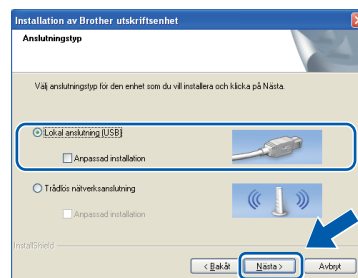 Installation av Brother utskriftsenhet
Anslutningstyp
Välj anslutningstyp för den enhet som du vill installera och klicka på Nästa.
Lokal anslutning (USB)
Anpassad installation
Trådlös nätverksanslutning
Anpassad installation
InstallShield
< Bakåt Nästa > Avbryt